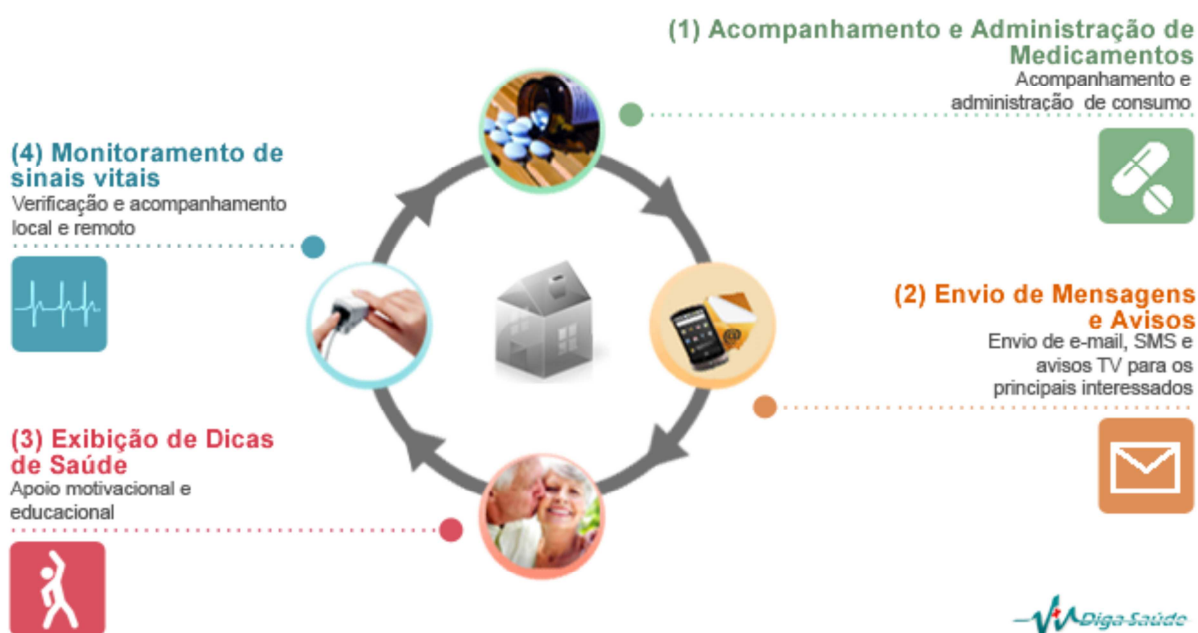 (1) Acompanhamento e Administração de
Medicamentos
Acompanhamento e
administração de consumo
(4) Monitoramento de
sinais vitais
Verificação e acompanhamento
local e remoto
(2) Envio de Mensagens
e Avisos
Envio de e-mail, SMS e
avisos TV para os
principais interessados
(3) Exibição de Dicas
de Saúde
Apoio motivacional e
educacional
@
Diga Saúde